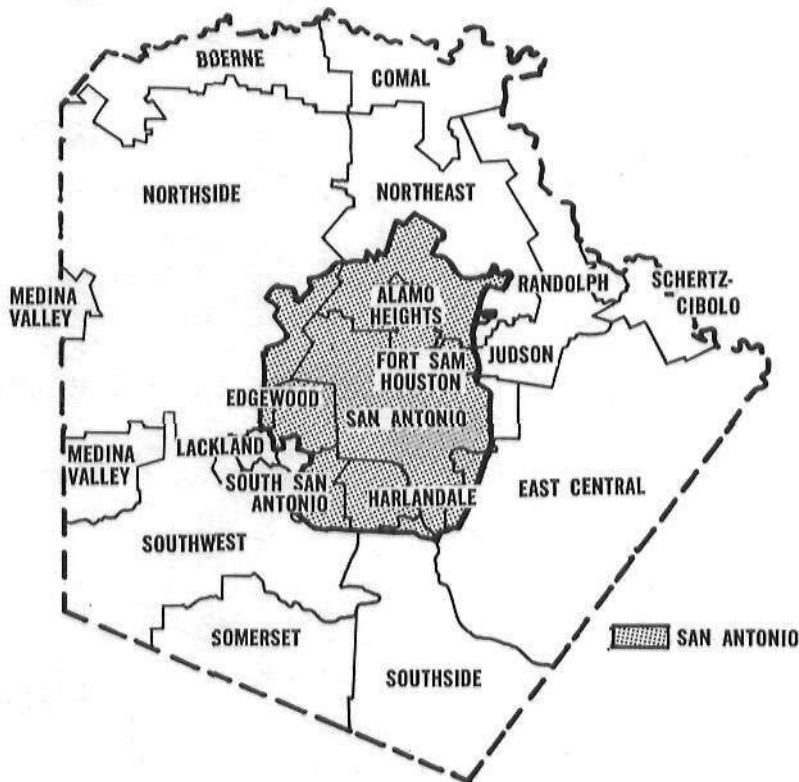 BOERNE
COMAL
NORTHSIDE
NORTHEAST
MEDINA
VALLEY
ALAMO
HEIGHTS
RANDOLPH
SCHERTZ-
CIBOLO
FORT SAM
HOUSTON
JUDSON
EDGEWOOD
SAN ANTONIO
MEDINA
VALLEY
LACKLAND
SOUTH SAN
ANTONIO
HARLANDALE
EAST CENTRAL
SOUTHWEST
SOMERSET
SOUTHSIDE
SAN ANTONIO